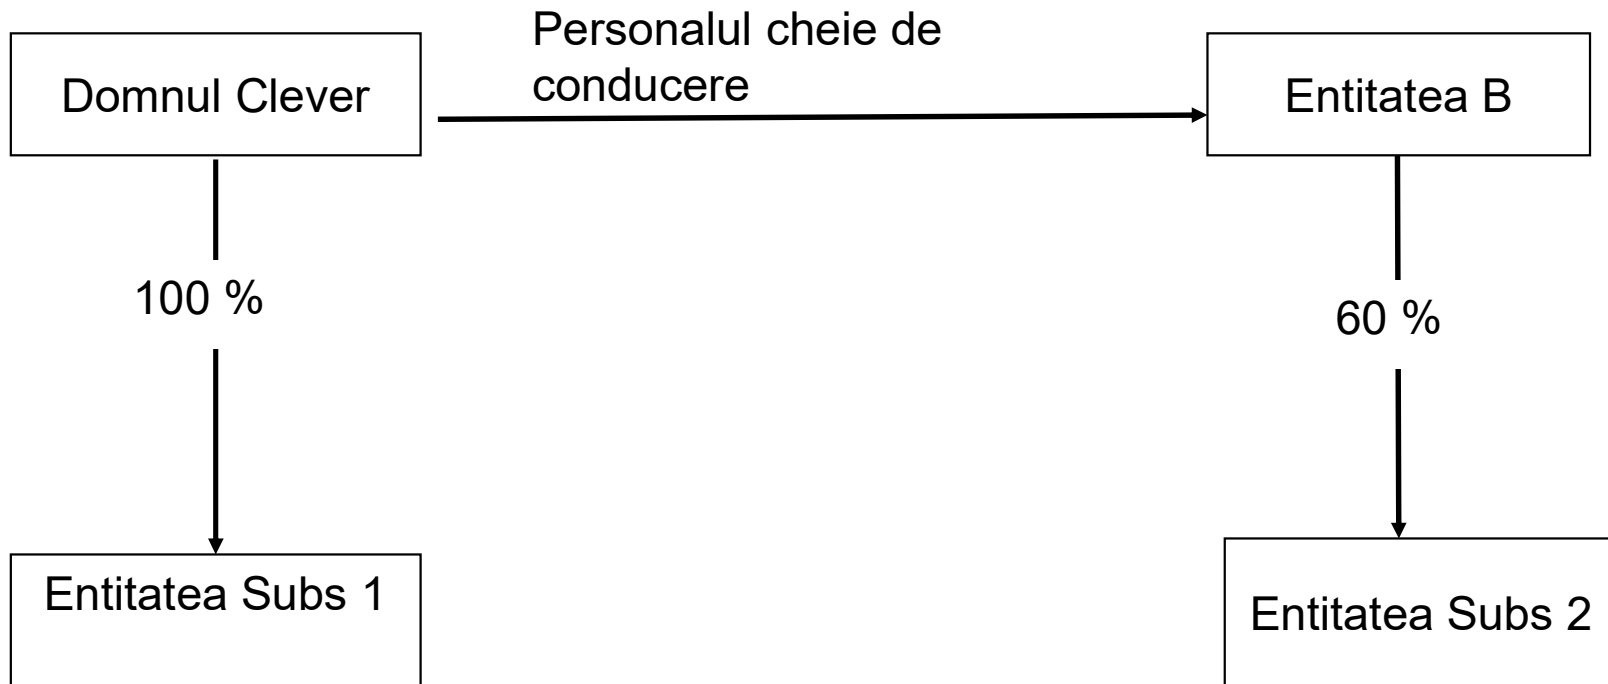 Personalul cheie de
conducere
Domnul Clever
Entitatea B
100 %
60 %
Entitatea Subs 1
Entitatea Subs 2